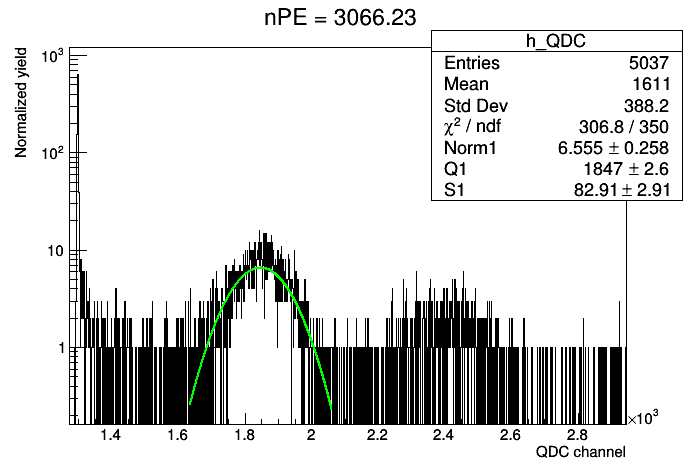 nPE = 3066.23
h_QDC
Entries 5037
Mean 1611
Std Dev 388.2
χ² / ndf 306.8 / 350
Norm1 6.555 ± 0.258
Q1 1847 ± 2.6
S1 82.91 ± 2.91
Normalized yield
10³
10²
10
1
1.4 1.6 1.8 2 2.2 2.4 2.6 2.8
×10³
QDC channel